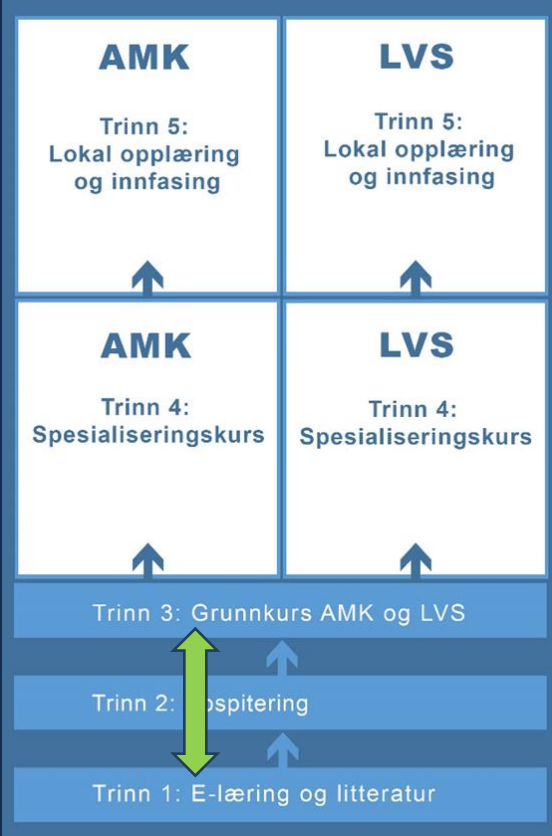 AMK
Trinn 5:
Lokal opplæring
og innfasing
LVS
Trinn 5:
Lokal opplæring
og innfasing
AMK
Trinn 4:
Spesialiseringskurs
LVS
Trinn 4:
Spesialiseringskurs
Trinn 3: Grunnkurs AMK og LVS
Trinn 2:
Trinn 1: E-læring og litteratur